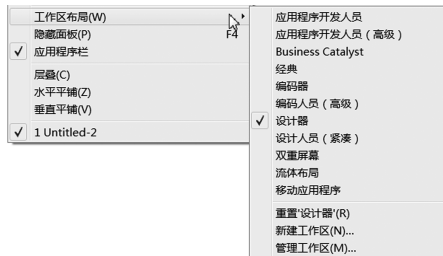 工作区布局(W)
隐藏面板(P) F4
应用程序栏
层叠(C)
水平平铺(Z)
垂直平铺(V)
1 Untitled-2
应用程序开发人员
应用程序开发人员（高级）
Business Catalyst
经典
编码器
编码人员（高级）
设计器
设计人员（紧凑）
双重屏幕
流体布局
移动应用程序
重置'设计器'(R)
新建工作区(N)...
管理工作区(M)...